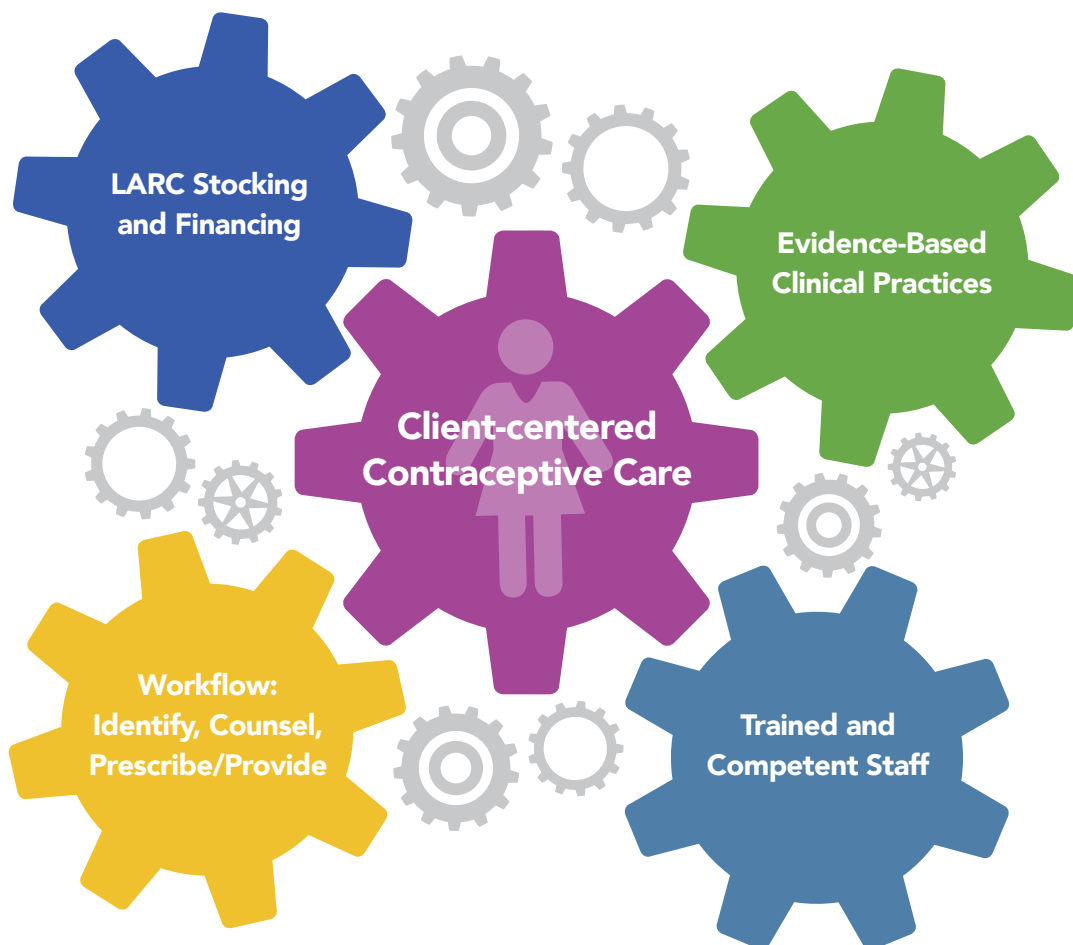 LARC Stocking
and Financing
Evidence-Based
Clinical Practices
Client-centered
Contraceptive Care
Workflow:
Identify, Counsel,
Prescribe/Provide
Trained and
Competent Staff